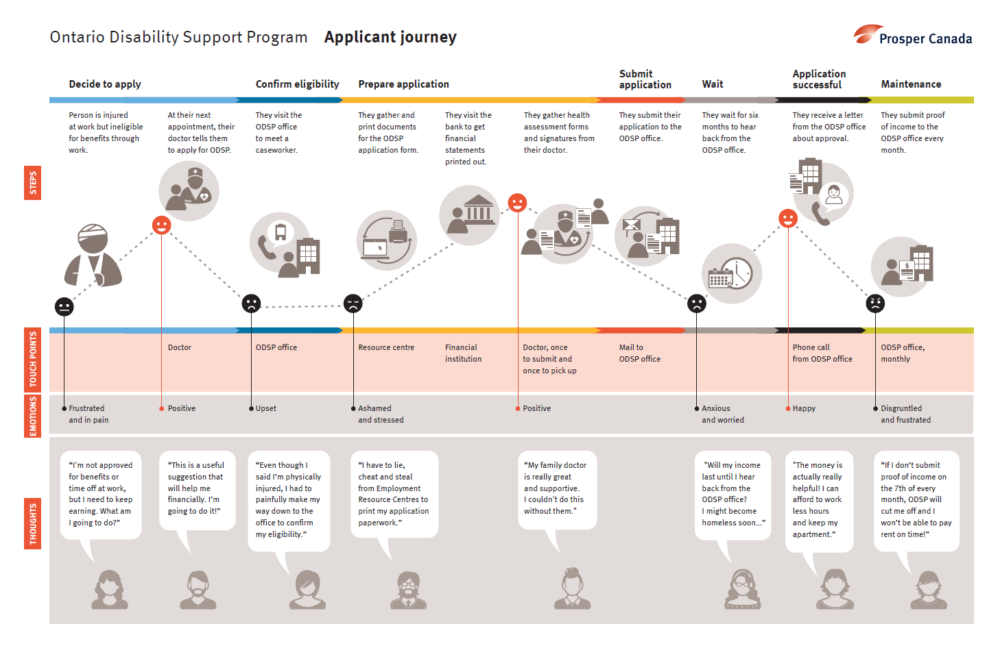 Ontario Disability Support Program Applicant journey
Prosper Canada
Decide to apply
Confirm eligibility
Prepare application
Submit
application
Wait
Application
successful
Maintenance
STEPS
Person is injured
at work but ineligible
for benefits through
work.
At their next
appointment, their
doctor tells them
to apply for ODSP.
They visit the
ODSP office
to meet a
caseworker.
They gather and
print documents
for the ODSP
application form.
They visit the
bank to get
financial
statements
printed out.
They gather health
assessment forms
and signatures from
their doctor.
They submit their
application to the
ODSP office.
They wait for six
months to hear
back from the
ODSP office.
They receive a letter
from the ODSP office
about approval.
They submit proof
of income to the
ODSP office every
month.
$
TOUCH POINTS
Doctor
ODSP office
Resource centre
Financial
institution
Doctor, once
to submit and
once to pick up
Mail to
ODSP office
Phone call
from ODSP office
ODSP office,
monthly
EMOTIONS
Frustrated
and in pain
Positive
Upset
Ashamed
and stressed
Positive
Anxious
and worried
Happy
Disgruntled
and frustrated
THOUGHTS
“I'm not approved
for benefits or
time off at work,
but I need to keep
earning. What am
I going to do?”
“This is a useful
suggestion that
will help me
financially. I’m
going to do it!”
“Even though I
said I’m physically
injured, I had to
painfully make my
way down to the
office to confirm
my eligibility.”
“I have to lie,
cheat and steal
from Employment
Resource Centres to
print my application
paperwork.”
“My family doctor
is really great
and supportive.
I couldn't do this
without them."
"Will my income
last until I hear
back from the
ODSP office?
I might become
homeless soon...”
"The money is
actually really
helpful! I can
afford to work
less hours
and keep my
apartment.”
“If I don’t submit
proof of income on
the 7th of every
month, ODSP will
cut me off and I
won’t be able to pay
rent on time!”